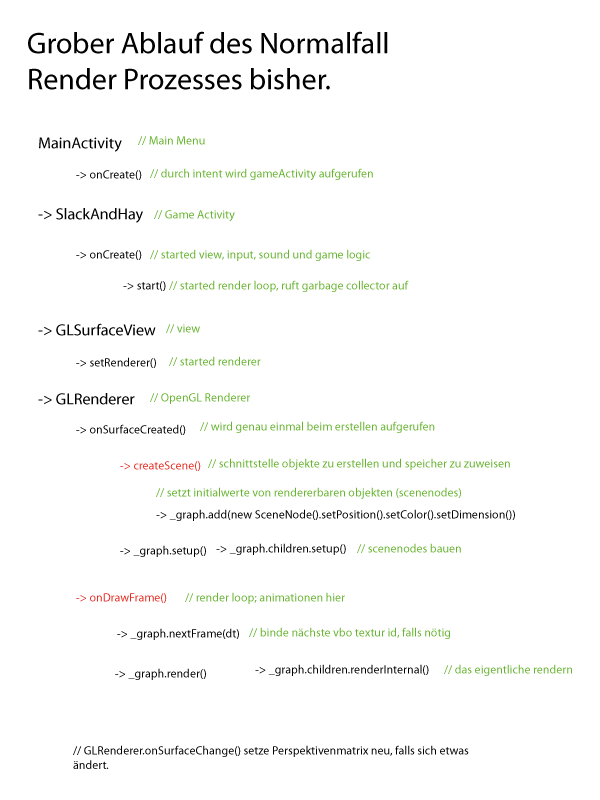 Grober Ablauf des Normalfall
Render Prozesses bisher.
MainActivity // Main Menu
-> onCreate() // durch intent wird gameActivity aufgerufen
-> SlackAndHay // Game Activity
-> onCreate() // started view, input, sound und game logic
-> start() // started render loop, ruft garbage collector auf
-> GLSurfaceView // view
-> setRenderer() // started renderer
-> GLRenderer // OpenGL Renderer
-> onSurfaceCreated() // wird genau einmal beim erstellen aufgerufen
-> createScene() // schnittstelle objekte zu erstellen und speicher zu zuweisen
// setzt initialwerte von rendererbaren objekten (scenenodes)
-> _graph.add(new SceneNode().setPosition().setColor().setDimension())
-> _graph.setup() -> _graph.children.setup() // scenenodes bauen
-> onDrawFrame() // render loop; animationen hier
-> _graph.nextFrame(dt) // binde nächste vbo textur id, falls nötig
-> _graph.render() -> _graph.children.renderInternal() // das eigentliche rendern
// GLRenderer.onSurfaceChange() setze Perspektivenmatrix neu, falls sich etwas
ändert.